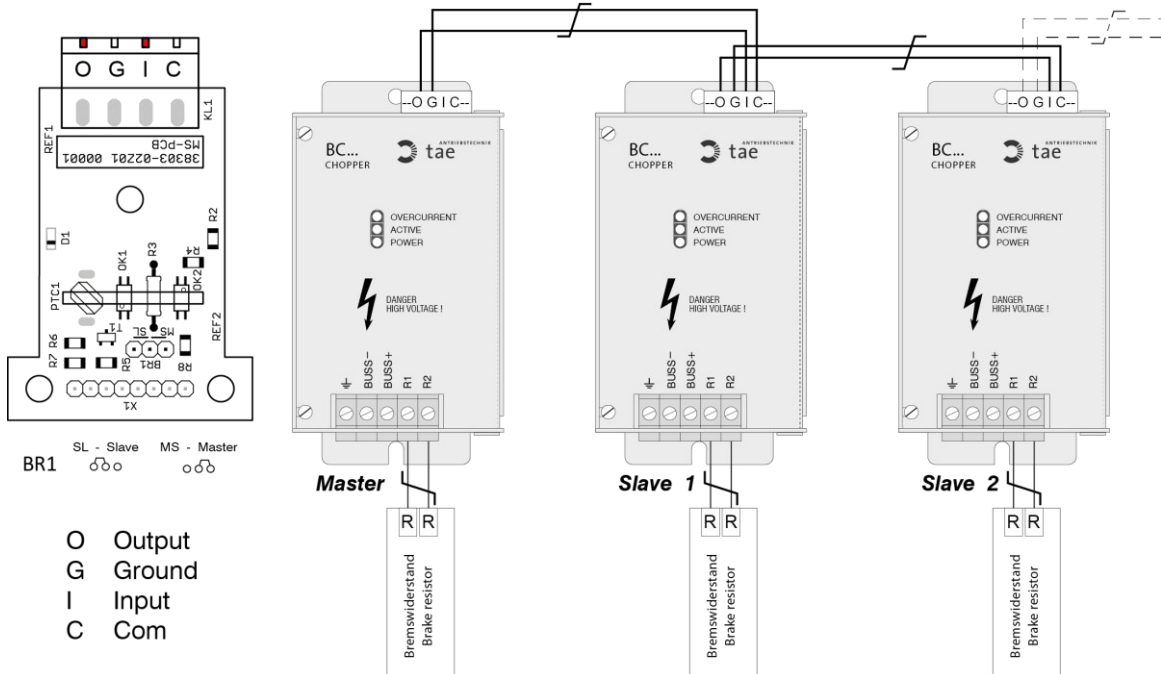 O G I C
KL1
REF1
38303-02201 00001
MS-PCB
D1
R2
R4
R3
OK1
OK2
PTC1
T1
SL MS
REF2
R6
R7
R5
BR1
R8
X1
BR1 SL - Slave MS - Master
O Output
G Ground
I Input
C Com
--O G I C--
BC...
CHOPPER
tae
ANTRIEBSTECHNIK
OVERCURRENT
ACTIVE
POWER
DANGER
HIGH VOLTAGE !
BUSS-
BUSS+
R1
R2
Master
R R
Bremswiderstand
Brake resistor
--O G I C--
BC...
CHOPPER
tae
ANTRIEBSTECHNIK
OVERCURRENT
ACTIVE
POWER
DANGER
HIGH VOLTAGE !
BUSS-
BUSS+
R1
R2
Slave 1
R R
Bremswiderstand
Brake resistor
--O G I C--
BC...
CHOPPER
tae
ANTRIEBSTECHNIK
OVERCURRENT
ACTIVE
POWER
DANGER
HIGH VOLTAGE !
BUSS-
BUSS+
R1
R2
Slave 2
R R
Bremswiderstand
Brake resistor